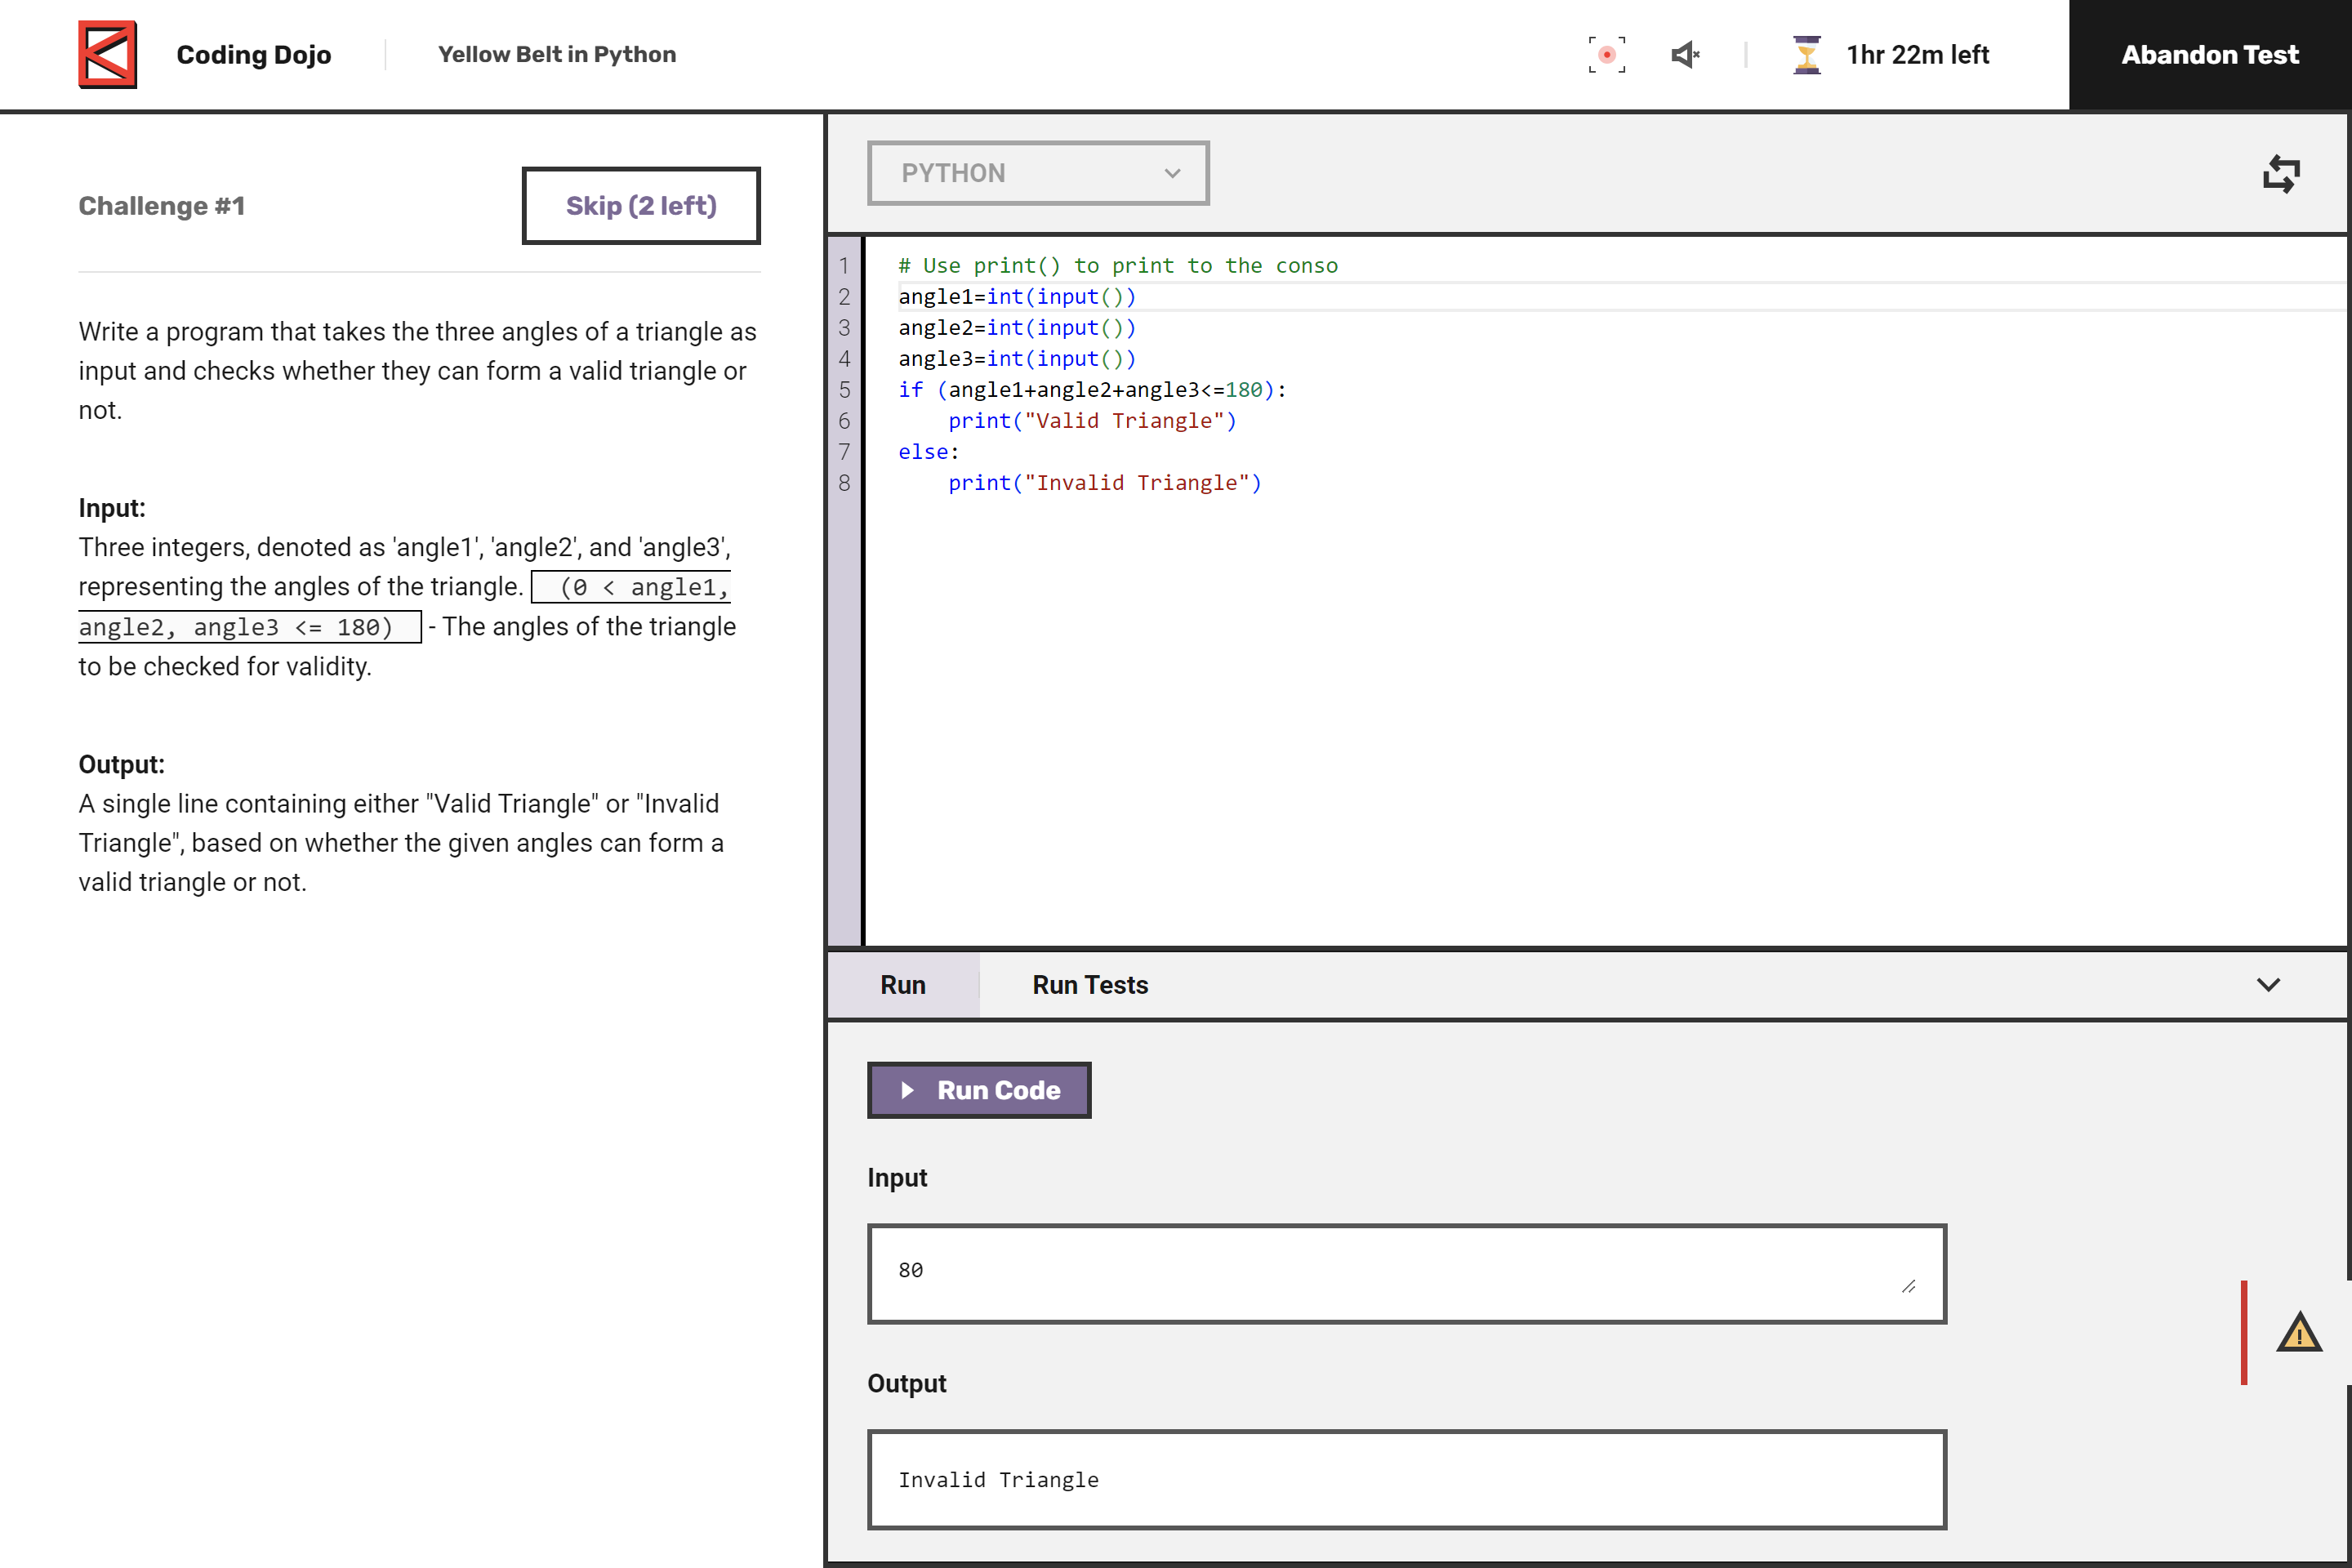 Coding Dojo
Yellow Belt in Python
1hr 22m left
Abandon Test
Challenge #1
Skip (2 left)
Write a program that takes the three angles of a triangle as
input and checks whether they can form a valid triangle or
not.
Input:
Three integers, denoted as 'angle1', 'angle2', and 'angle3',
representing the angles of the triangle. (0 < angle1,
angle2, angle3 <= 180) - The angles of the triangle
to be checked for validity.
Output:
A single line containing either "Valid Triangle" or "Invalid
Triangle", based on whether the given angles can form a
valid triangle or not.
PYTHON
1 # Use print() to print to the conso
2 angle1=int(input())
3 angle2=int(input())
4 angle3=int(input())
5 if (angle1+angle2+angle3<=180):
6     print("Valid Triangle")
7 else:
8     print("Invalid Triangle")
Run
Run Tests
Run Code
Input
80
Output
Invalid Triangle